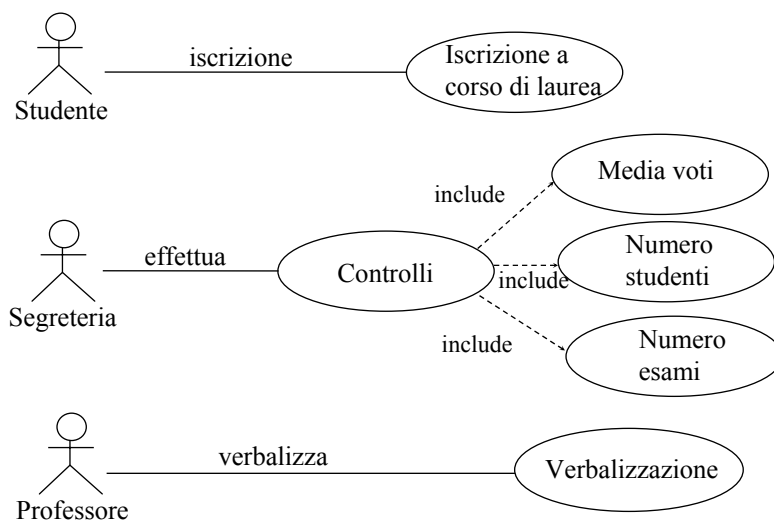 iscrizione
Iscrizione a
corso di laurea
Studente
Media voti
include
effettua
Controlli
include
Numero
studenti
Segreteria
include
Numero
esami
verbalizza
Verbalizzazione
Professore